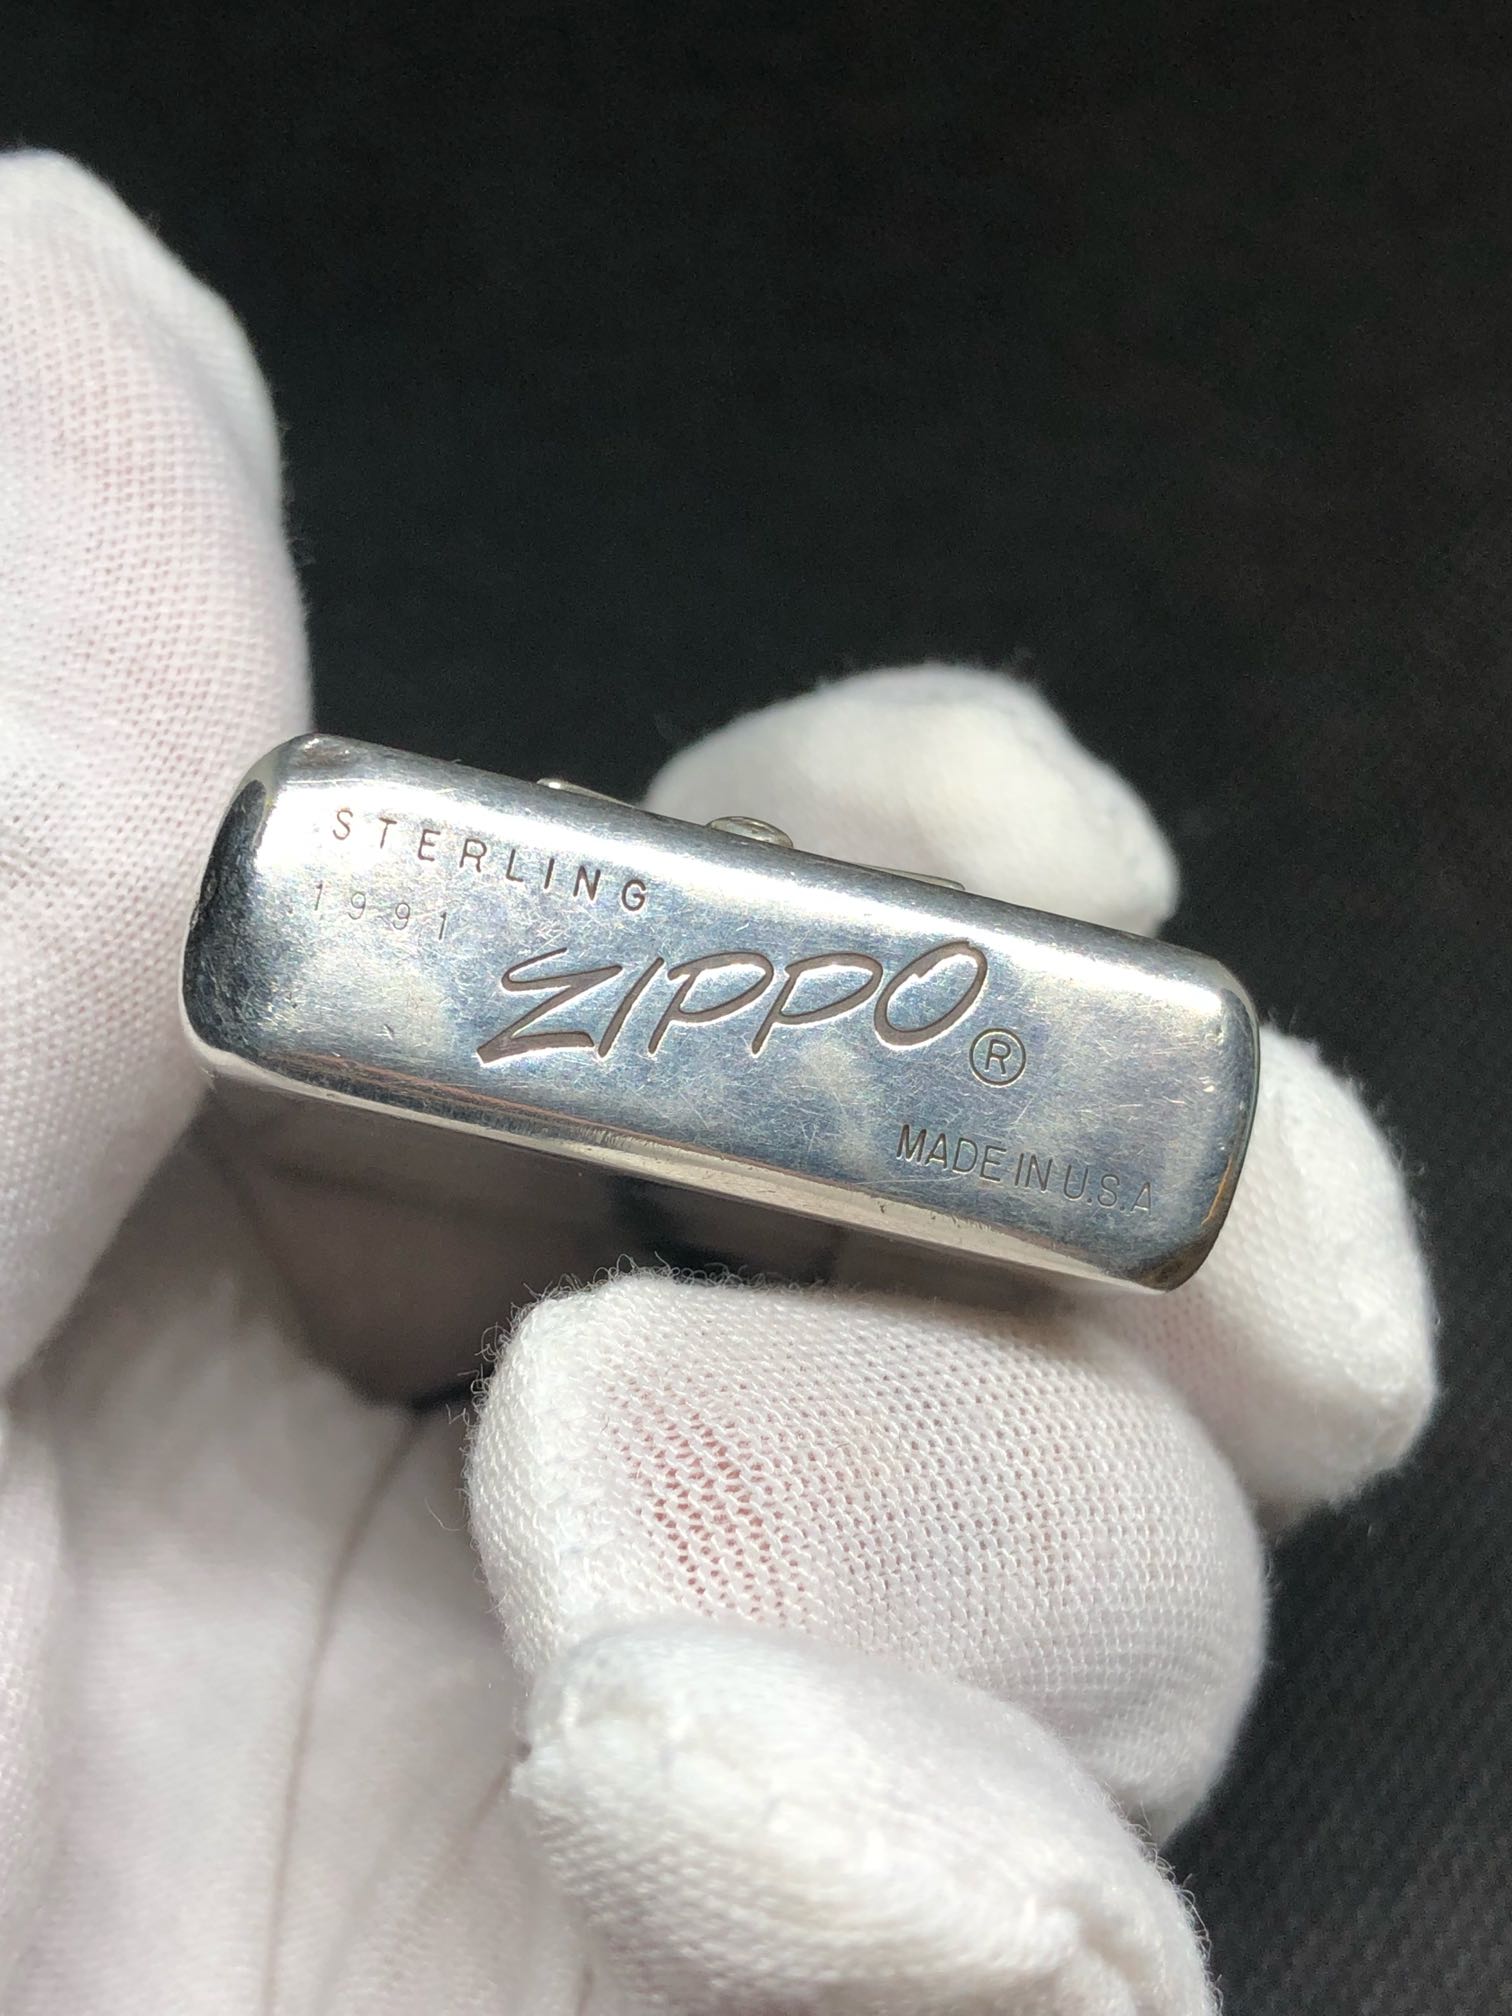 STERLING
1991
ZIPPO ®
MADE IN U.S.A